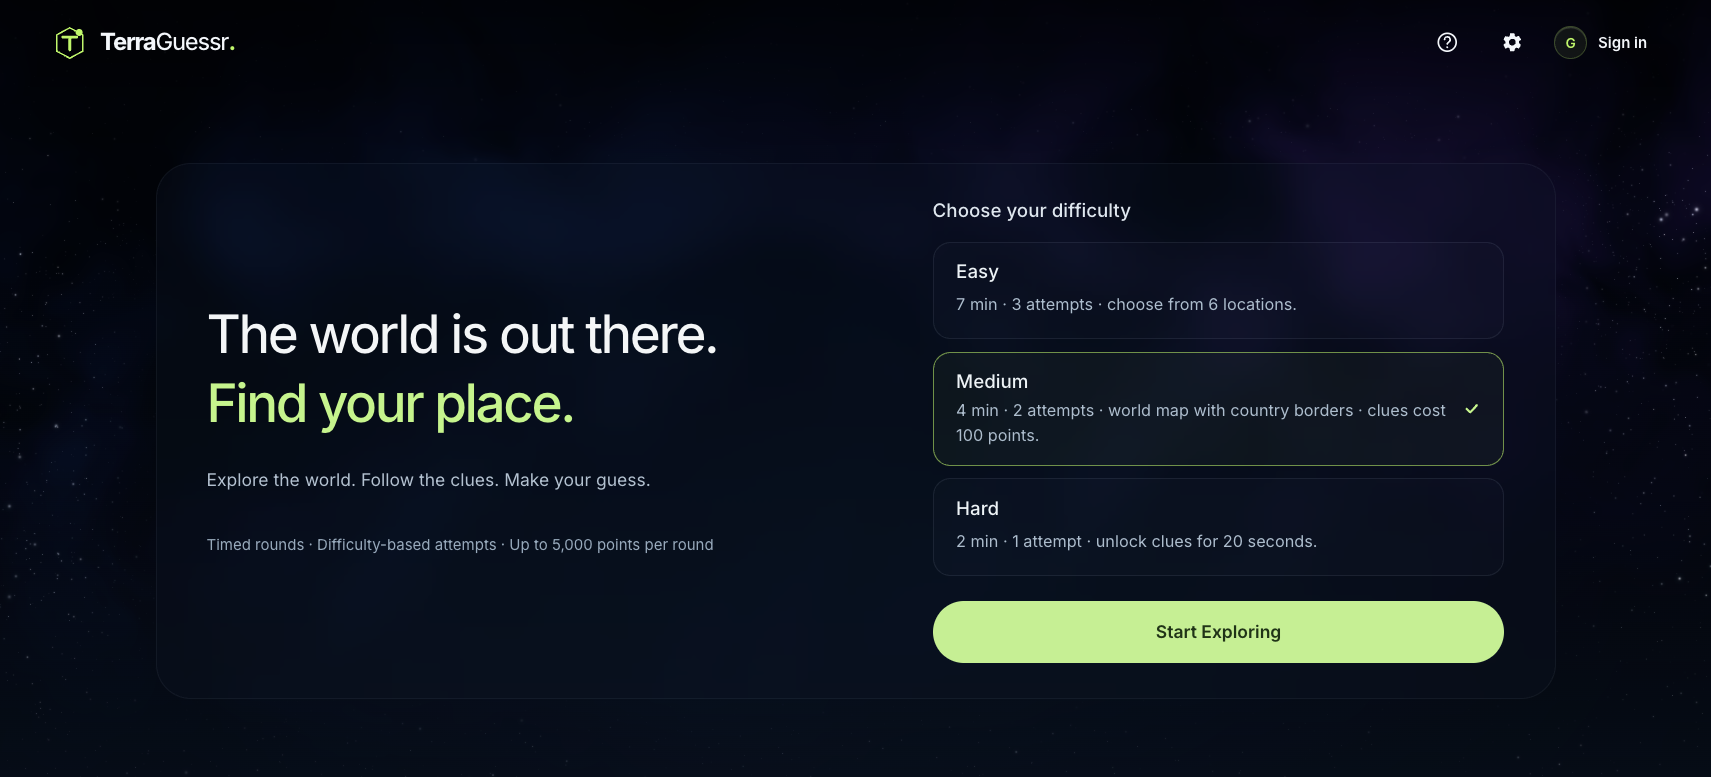 TerraGuessr.
G Sign in
The world is out there.
Find your place.
Explore the world. Follow the clues. Make your guess.
Timed rounds · Difficulty-based attempts · Up to 5,000 points per round
Choose your difficulty
Easy
7 min · 3 attempts · choose from 6 locations.
Medium
4 min · 2 attempts · world map with country borders · clues cost
100 points.
Hard
2 min · 1 attempt · unlock clues for 20 seconds.
Start Exploring